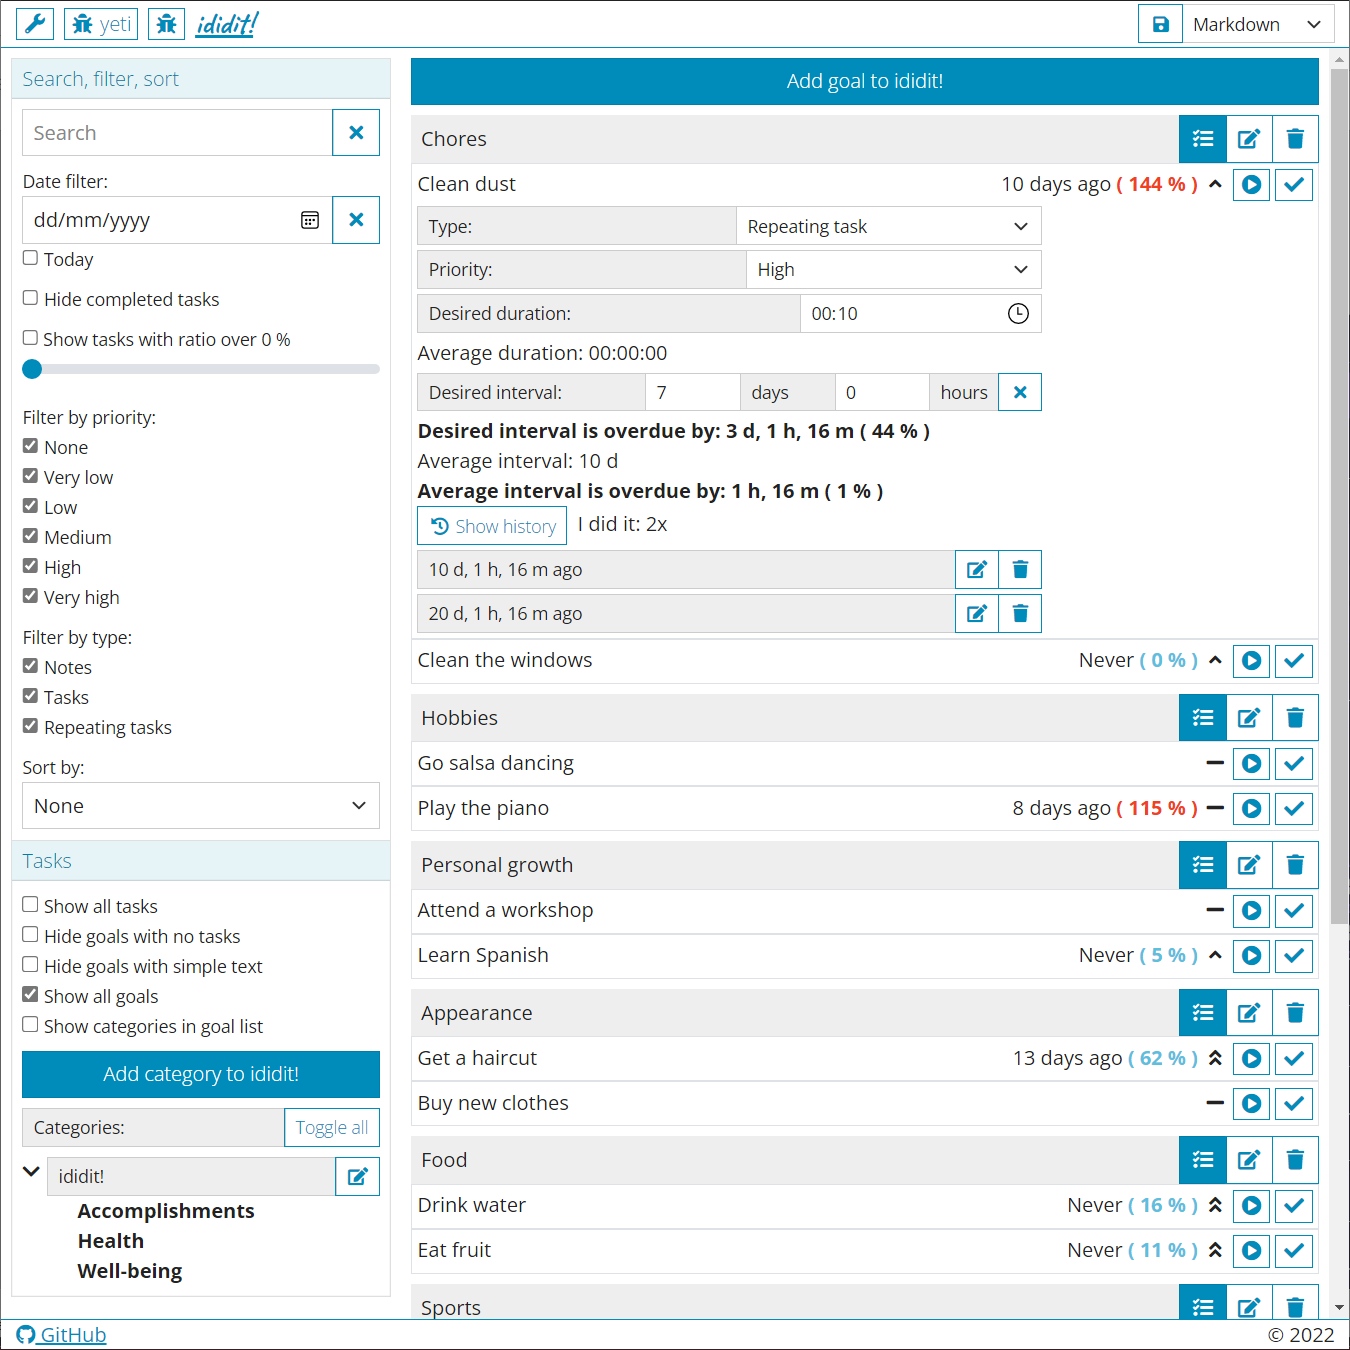 yeti
ididit!
Markdown
Search, filter, sort
Search
Date filter:
dd/mm/yyyy
Today
Hide completed tasks
Show tasks with ratio over 0 %
Filter by priority:
None
Very low
Low
Medium
High
Very high
Filter by type:
Notes
Tasks
Repeating tasks
Sort by:
None
Tasks
Show all tasks
Hide goals with no tasks
Hide goals with simple text
Show all goals
Show categories in goal list
Add category to ididit!
Categories: Toggle all
ididit!
Accomplishments
Health
Well-being
Add goal to ididit!
Chores
Clean dust 10 days ago ( 144 % )
Type: Repeating task
Priority: High
Desired duration: 00:10
Average duration: 00:00:00
Desired interval: 7 days 0 hours
Desired interval is overdue by: 3 d, 1 h, 16 m ( 44 % )
Average interval: 10 d
Average interval is overdue by: 1 h, 16 m ( 1 % )
Show history I did it: 2x
10 d, 1 h, 16 m ago
20 d, 1 h, 16 m ago
Clean the windows Never ( 0 % )
Hobbies
Go salsa dancing
Play the piano 8 days ago ( 115 % )
Personal growth
Attend a workshop
Learn Spanish Never ( 5 % )
Appearance
Get a haircut 13 days ago ( 62 % )
Buy new clothes
Food
Drink water Never ( 16 % )
Eat fruit Never ( 11 % )
Sports
GitHub
© 2022